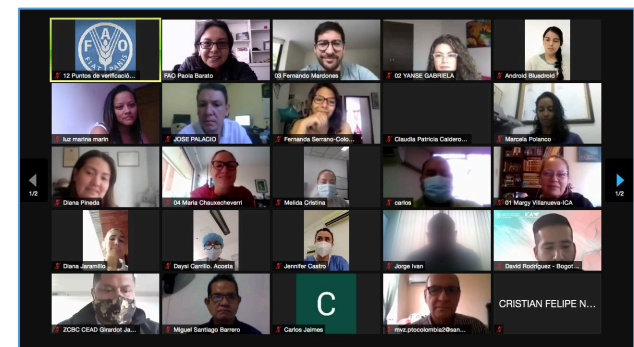 FAO
FIAT PANIS
12 Puntos de verificació...
FAO Paola Barato
03 Fernando Mardones
02 YANSE GABRIELA
Android Bluedroid
luz marina marin
JOSE PALACIO
Fernanda Serrano-Colo...
Claudia Patricia Caldero...
Marcela Polanco
1/2
1/2
Diana Pineda
04 Maria Chauxecheverri
Melida Cristina
carlos
01 Margy Villanueva-ICA
Diana Jaramillo
Daysi Carrillo. Acosta
Jennifer Castro
Jorge Ivan
David Rodriguez - Bogot...
ZCBC CEAD Girardot Ja...
Miguel Santiago Barrero
C
Carlos Jaimes
mvz.ptocolombia2@san...
CRISTIAN FELIPE N...